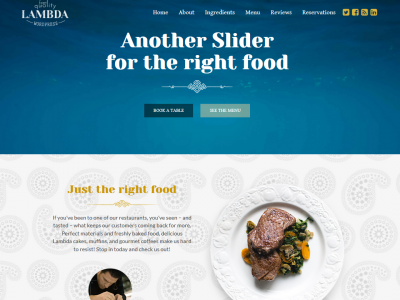 quality
LAMBDA
WORDPRESS
Home About Ingredients Menu Reviews Reservations
Another Slider
for the right food
BOOK A TABLE
SEE THE MENU
Just the right food
If you've been to one of our restaurants, you've seen – and
tasted – what keeps our customers coming back for more.
Perfect materials and freshly baked food, delicious
Lambda cakes, muffins, and gourmet coffees make us hard
to resist! Stop in today and check us out!